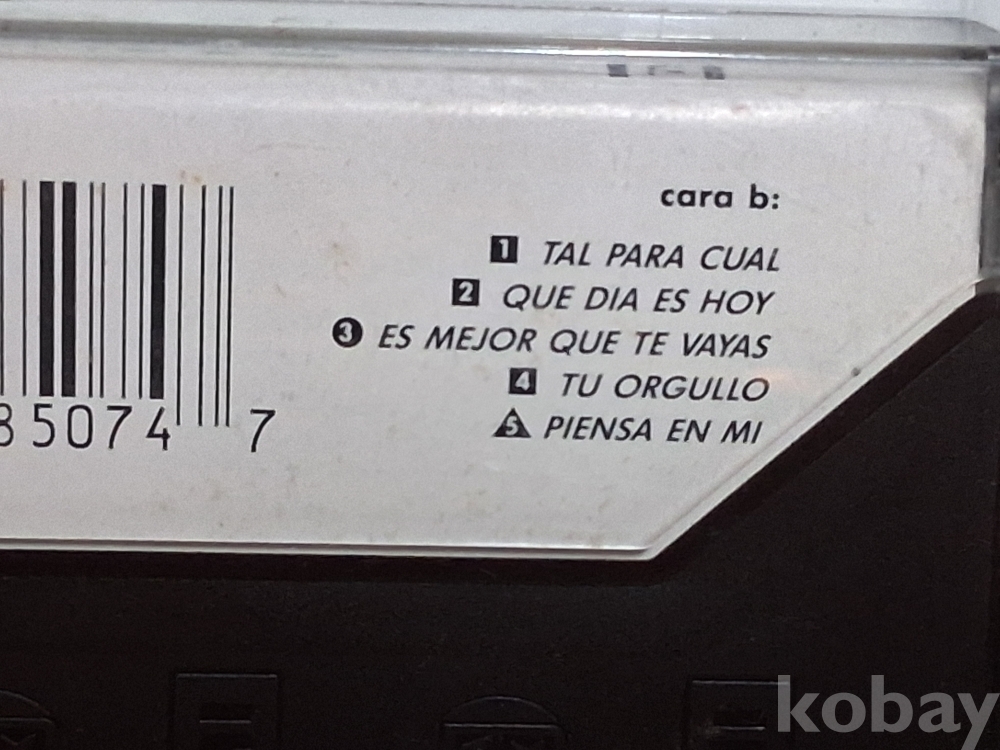 cara b:
1 TAL PARA CUAL
2 QUE DIA ES HOY
3 ES MEJOR QUE TE VAYAS
4 TU ORGULLO
5 PIENSA EN MI
85074 7
kobay